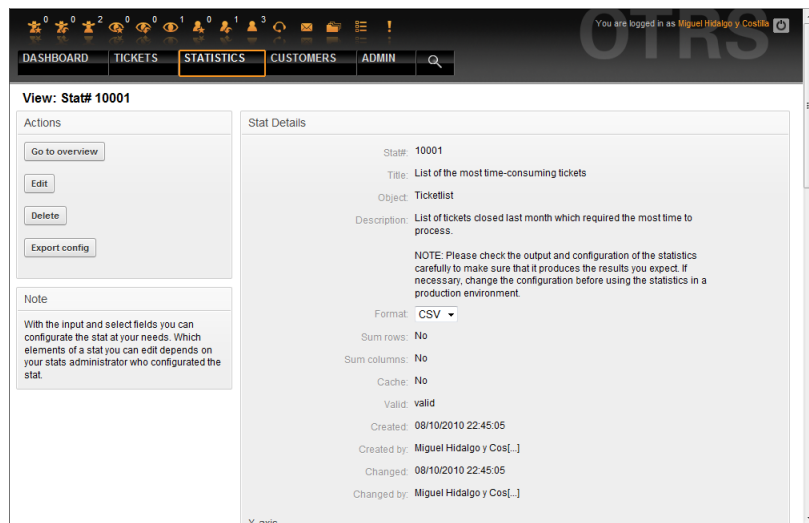 0 0 2 0 0 1 0 1 3
You are logged in as Miguel Hidalgo y Costilla
OTRS
DASHBOARD TICKETS STATISTICS CUSTOMERS ADMIN
View: Stat# 10001
Actions
Go to overview
Edit
Delete
Export config
Note
With the input and select fields you can
configurate the stat at your needs. Which
elements of a stat you can edit depends on
your stats administrator who configurated the
stat.
Stat Details
Stat#: 10001
Title: List of the most time-consuming tickets
Object: Ticketlist
Description: List of tickets closed last month which required the most time to
process.
NOTE: Please check the output and configuration of the statistics
carefully to make sure that it produces the results you expect. If
necessary, change the configuration before using the statistics in a
production environment.
Format: CSV
Sum rows: No
Sum columns: No
Cache: No
Valid: valid
Created: 08/10/2010 22:45:05
Created by: Miguel Hidalgo y Cos[...]
Changed: 08/10/2010 22:45:05
Changed by: Miguel Hidalgo y Cos[...]
X-axis